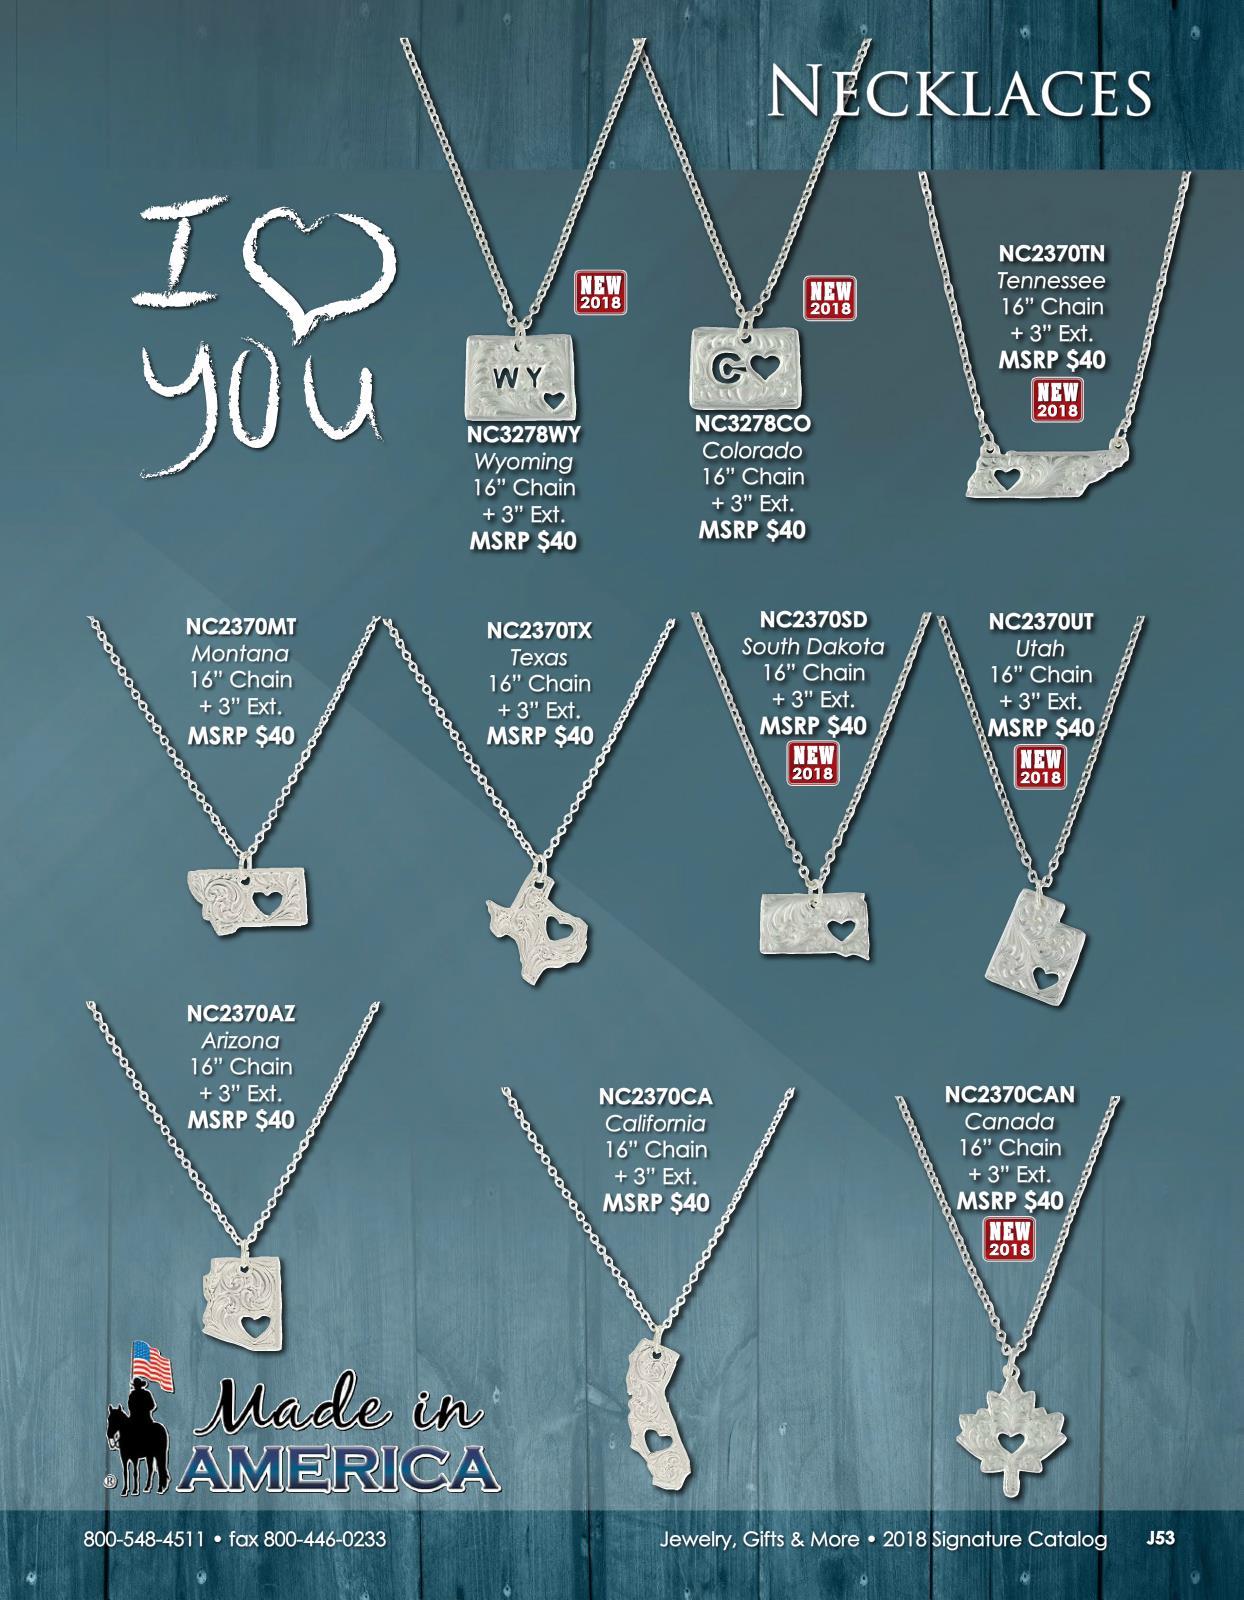 NECKLACES
I ♥
you
NEW
2018
WY
NC3278WY
Wyoming
16” Chain
+ 3” Ext.
MSRP $40
NEW
2018
C♥
NC3278CO
Colorado
16” Chain
+ 3” Ext.
MSRP $40
NC2370TN
Tennessee
16” Chain
+ 3” Ext.
MSRP $40
NEW
2018
NC2370MT
Montana
16” Chain
+ 3” Ext.
MSRP $40
NC2370TX
Texas
16” Chain
+ 3” Ext.
MSRP $40
NC2370SD
South Dakota
16” Chain
+ 3” Ext.
MSRP $40
NEW
2018
NC2370UT
Utah
16” Chain
+ 3” Ext.
MSRP $40
NEW
2018
NC2370AZ
Arizona
16” Chain
+ 3” Ext.
MSRP $40
NC2370CA
California
16” Chain
+ 3” Ext.
MSRP $40
NC2370CAN
Canada
16” Chain
+ 3” Ext.
MSRP $40
NEW
2018
Made in
® AMERICA
800-548-4511 • fax 800-446-0233
Jewelry, Gifts & More • 2018 Signature Catalog J53